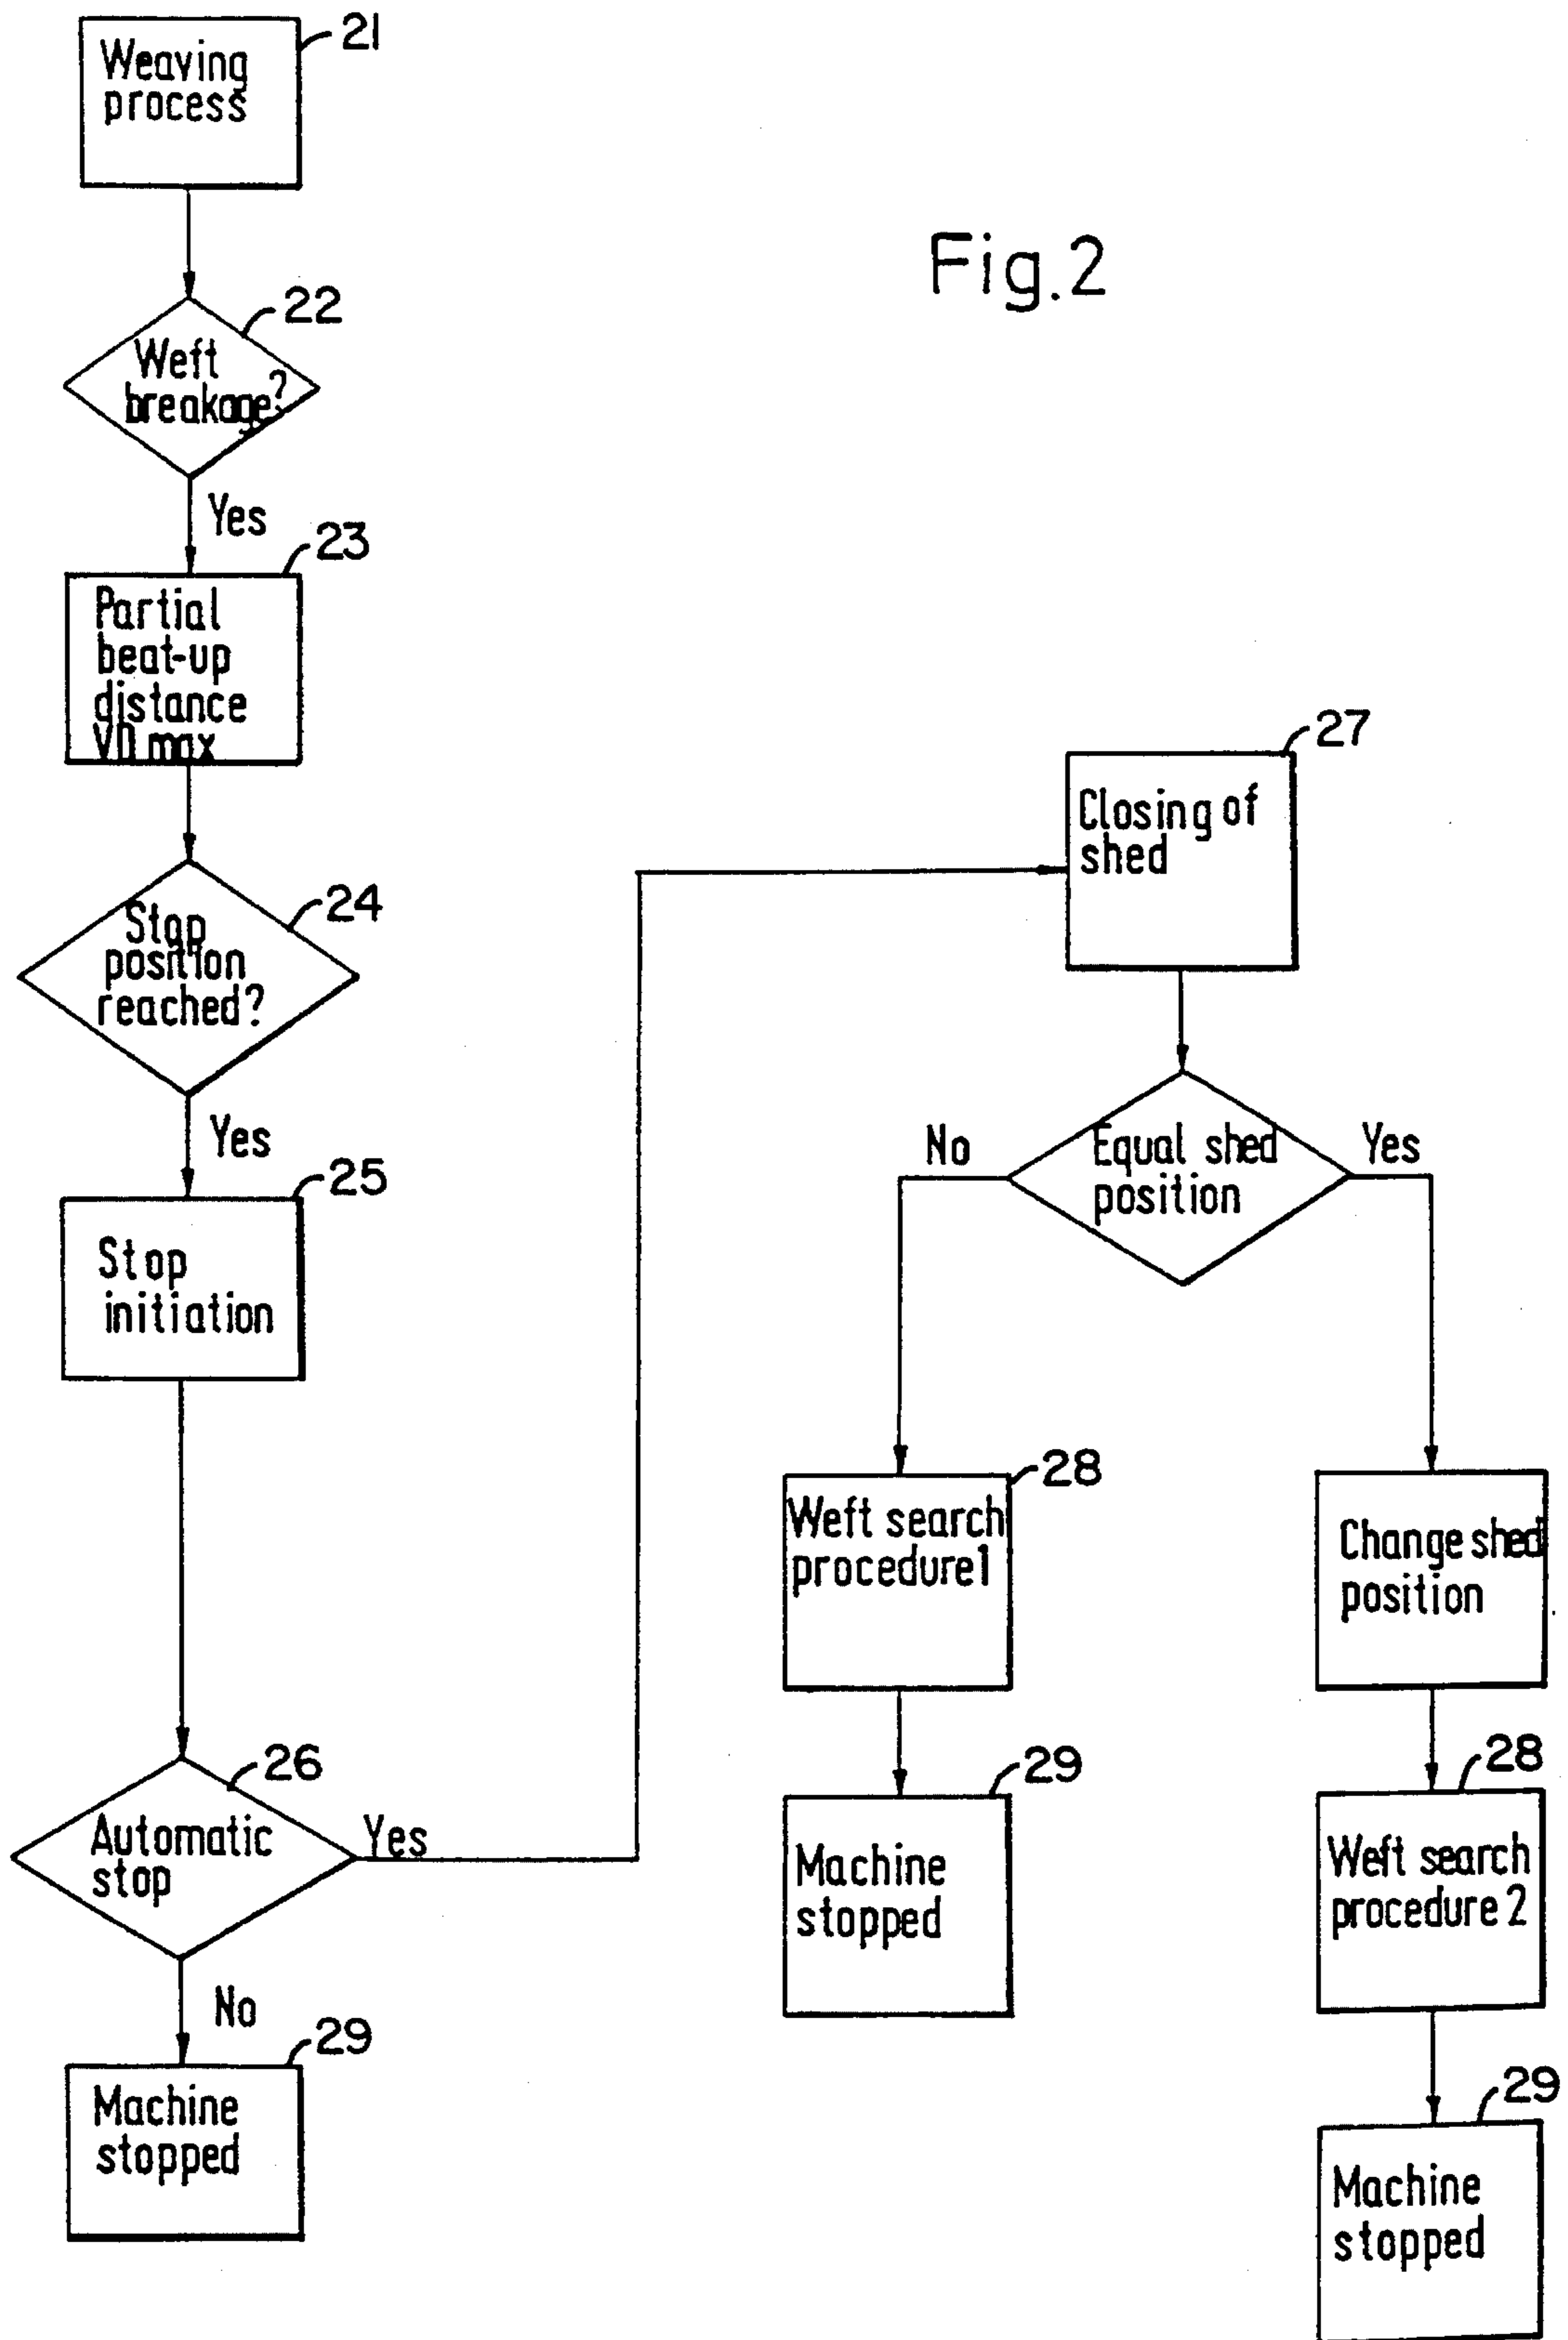 21
Weaving
process
Fig.2
22
Weft
breakage?
Yes
23
Partial
beat-up
distance
VD max
24
Stop
position
reached?
Yes
25
Stop
initiation
26
Automatic
stop
Yes
No
29
Machine
stopped
27
Closing of
shed
Equal shed
position
No
Yes
28
Weft search
procedure 1
29
Machine
stopped
Change shed
position
28
Weft search
procedure 2
29
Machine
stopped